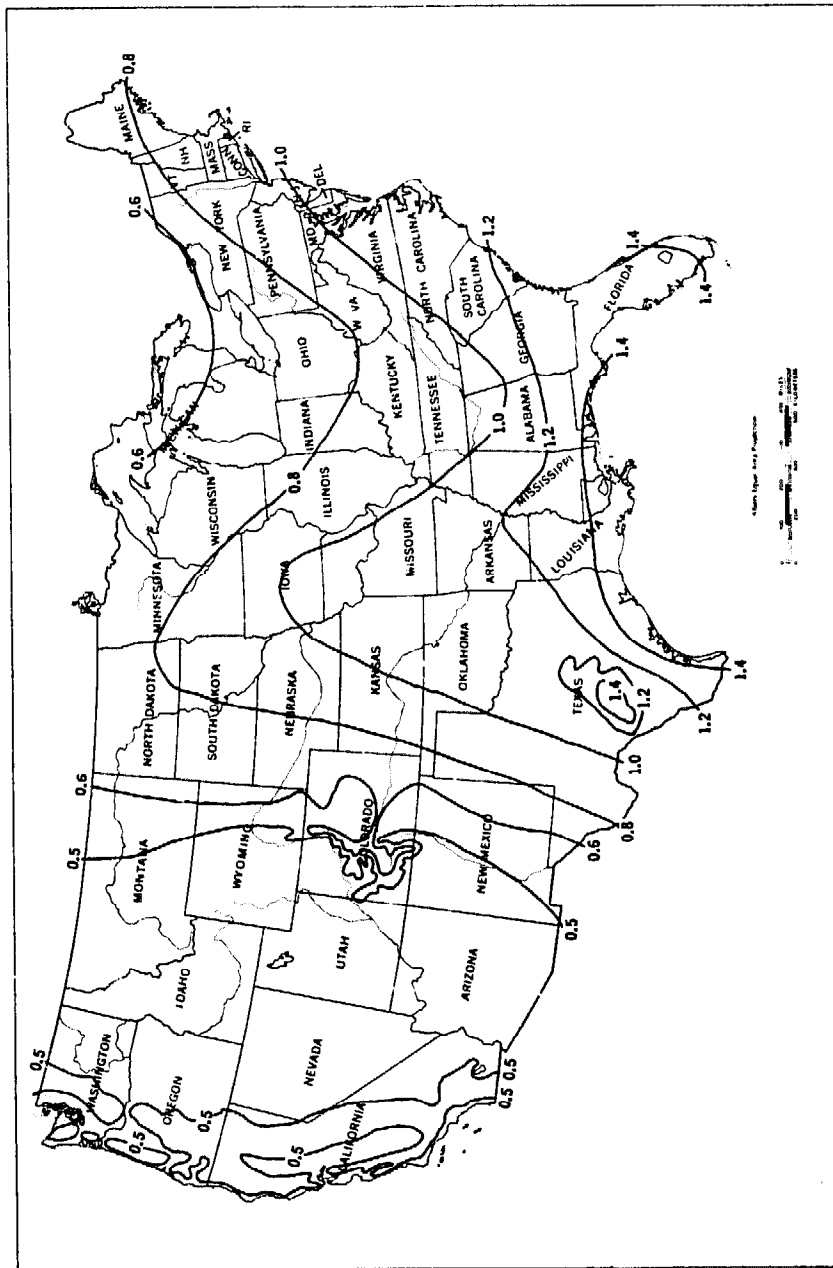 0.5
0.5
0.6
0.6
0.6
0.8
WASHINGTON
MONTANA
NORTH DAKOTA
MINNESOTA
MICHIGAN
MAINE
OREGON
IDAHO
WYOMING
SOUTH DAKOTA
WISCONSIN
NEW YORK
NH
MASS
CONN
RI
0.5
0.5
0.5
NEVADA
UTAH
COLORADO
NEBRASKA
IOWA
0.8
ILLINOIS
INDIANA
OHIO
PENNSYLVANIA
1.0
MD
DEL
CALIFORNIA
KANSAS
MISSOURI
KENTUCKY
W VA
VIRGINIA
ARIZONA
NEW MEXICO
OKLAHOMA
ARKANSAS
TENNESSEE
NORTH CAROLINA
1.0
SOUTH CAROLINA
1.2
0.5
0.5
0.5
0.6
0.8
1.0
TEXAS
1.4
1.2
LOUISIANA
MISSISSIPPI
1.2
ALABAMA
GEORGIA
1.4
FLORIDA
1.4
1.4
1.2
1.4
Albers Equal Area Projection